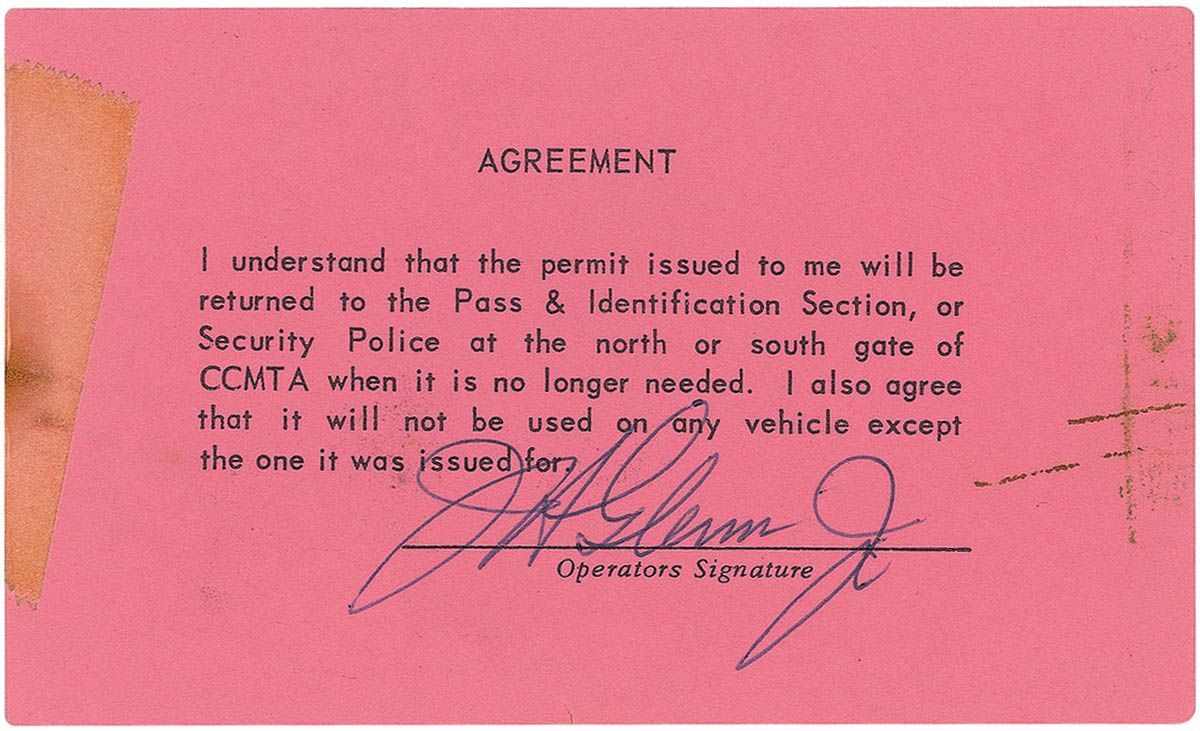 AGREEMENT
I understand that the permit issued to me will be
returned to the Pass & Identification Section, or
Security Police at the north or south gate of
CCMTA when it is no longer needed. I also agree
that it will not be used on any vehicle except
the one it was issued for.
J H Glenn Jr
Operators Signature